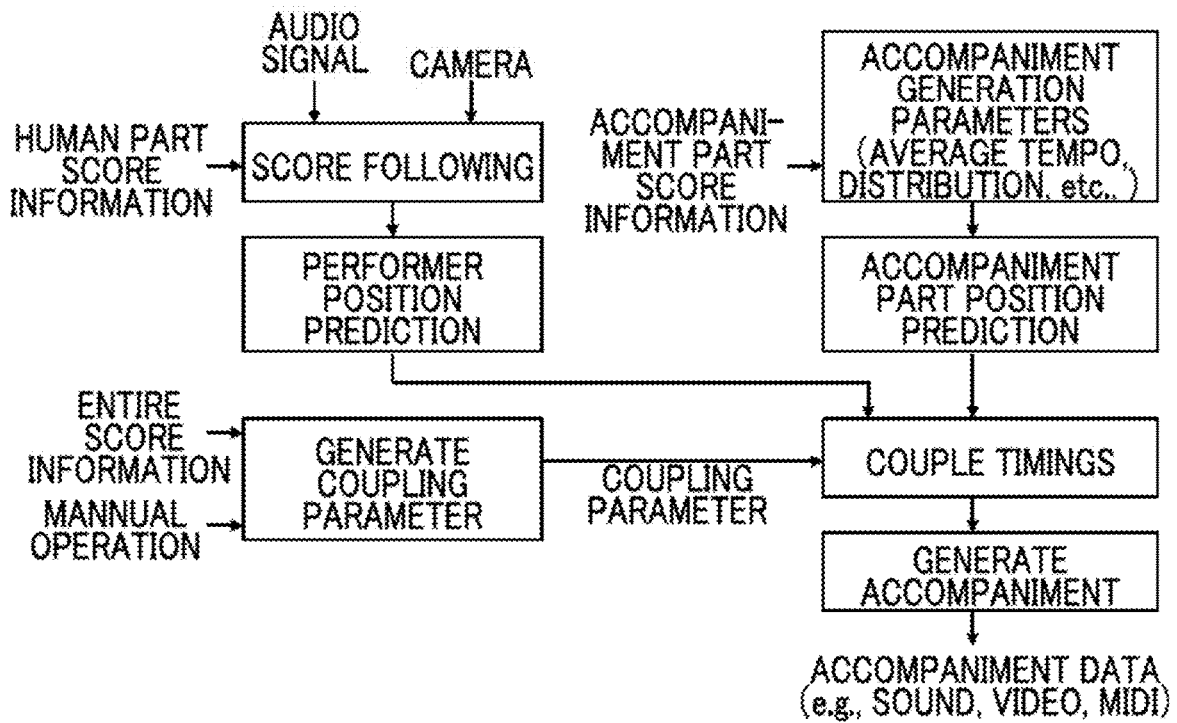 AUDIO
SIGNAL
CAMERA
HUMAN PART
SCORE
INFORMATION
SCORE FOLLOWING
ACCOMPANI-
MENT PART
SCORE
INFORMATION
ACCOMPANIMENT
GENERATION
PARAMETERS
(AVERAGE TEMPO,
DISTRIBUTION, etc,. )
PERFORMER
POSITION
PREDICTION
ACCOMPANIMENT
PART POSITION
PREDICTION
ENTIRE
SCORE
INFORMATION
MANNUAL
OPERATION
GENERATE
COUPLING
PARAMETER
COUPLING
PARAMETER
COUPLE TIMINGS
GENERATE
ACCOMPANIMENT
ACCOMPANIMENT DATA
(e.g., SOUND, VIDEO, MIDI)